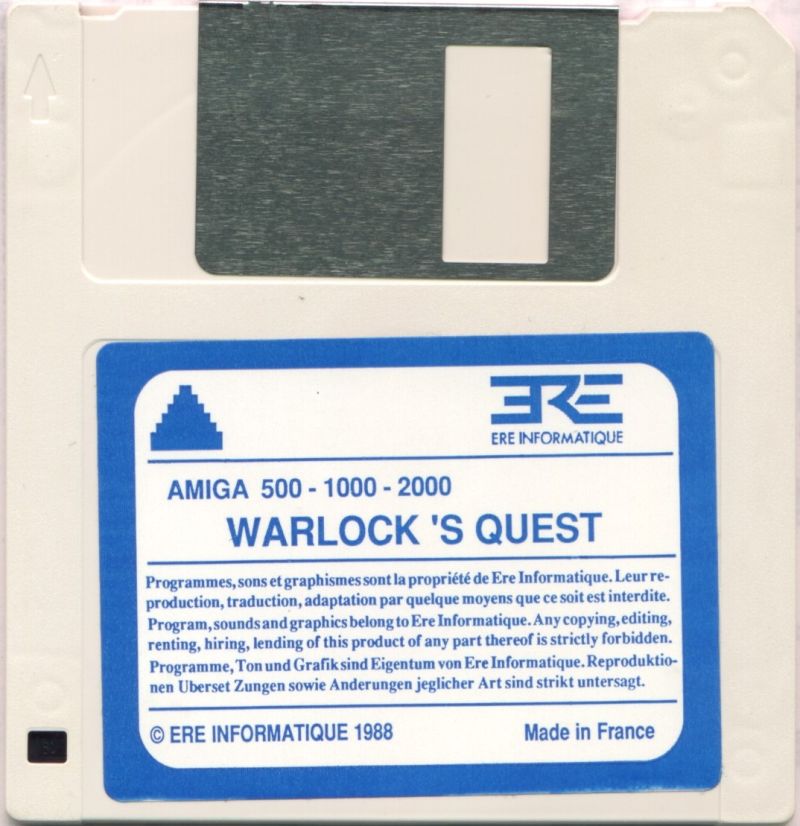 ERE
ERE INFORMATIQUE
AMIGA 500 - 1000 - 2000
WARLOCK 'S QUEST
Programmes, sons et graphismes sont la propriété de Ere Informatique. Leur re-
production, traduction, adaptation par quelque moyens que ce soit est interdite.
Program, sounds and graphics belong to Ere Informatique. Any copying, editing,
renting, hiring, lending of this product of any part thereof is strictly forbidden.
Programme, Ton und Grafik sind Eigentum von Ere Informatique. Reproduktio-
nen Uberset Zungen sowie Anderungen jeglicher Art sind strikt untersagt.
© ERE INFORMATIQUE 1988 Made in France